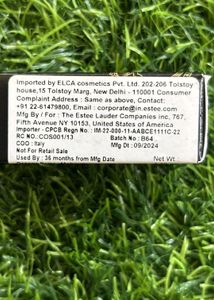 Imported by ELCA cosmetics Pvt. Ltd. 202-206 Tolstoy
house,15 Tolstoy Marg, New Delhi - 110001 Consumer
Complaint Address : Same as above, Contact:
+91 22-61479800, Email : corporate@in.estee.com
Mfg By / For : The Estee Lauder Companies inc, 767,
Fifth Avenue NY 10153, United States of America
Importer - CPCB Regn No.: IM-22-000-11-AABCE1111C-22
RC NO.:COS001/13 Batch No : B64
COO : Italy Mfg Dt : 09/2024
Not For Retail Sale
Used By : 36 months from Mfg Date Net Wt :